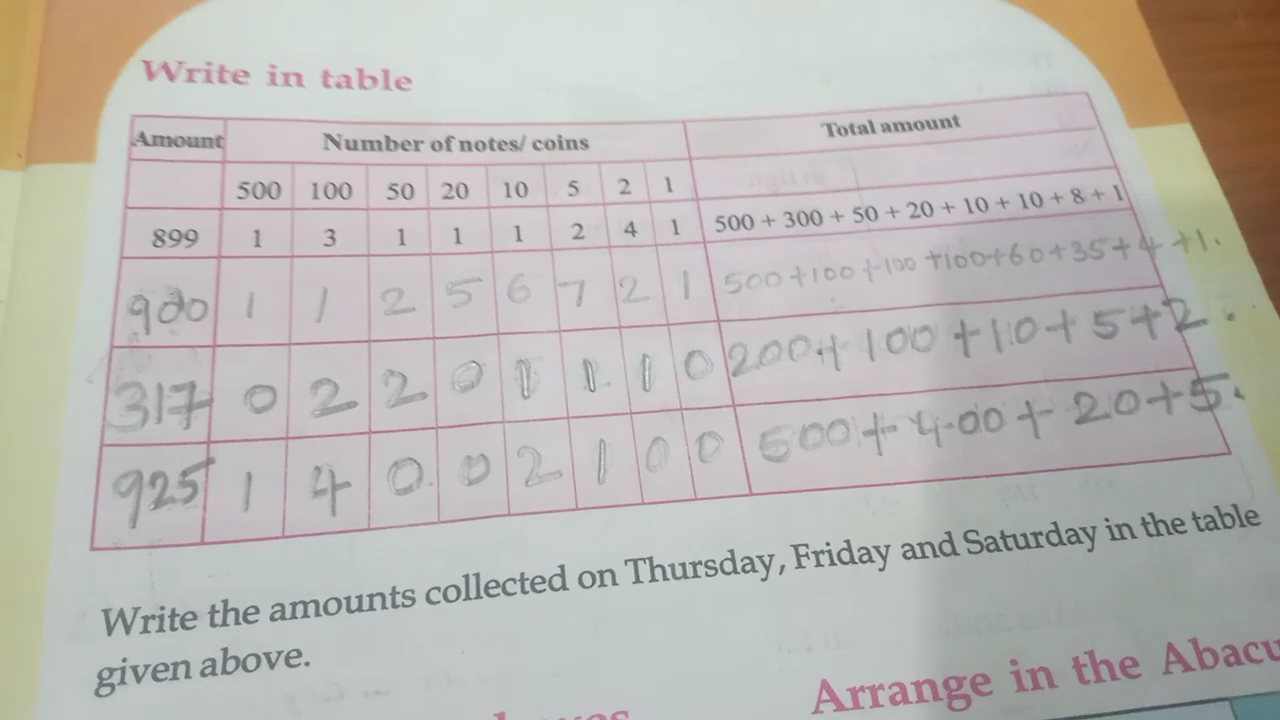 Write in table
Amount Number of notes/ coins Total amount
500 100 50 20 10 5 2 1
899 1 3 1 1 1 2 4 1 500 + 300 + 50 + 20 + 10 + 10 + 8 + 1
900 1 1 2 5 6 7 2 1 500+100+100+100+60+35+4+1.
317 0 2 2 0 1 1 1 0 200+100+10+5+2.
925 1 4 0 0 2 1 0 0 500+400+20+5.
Write the amounts collected on Thursday, Friday and Saturday in the table
given above.
Arrange in the Abacu